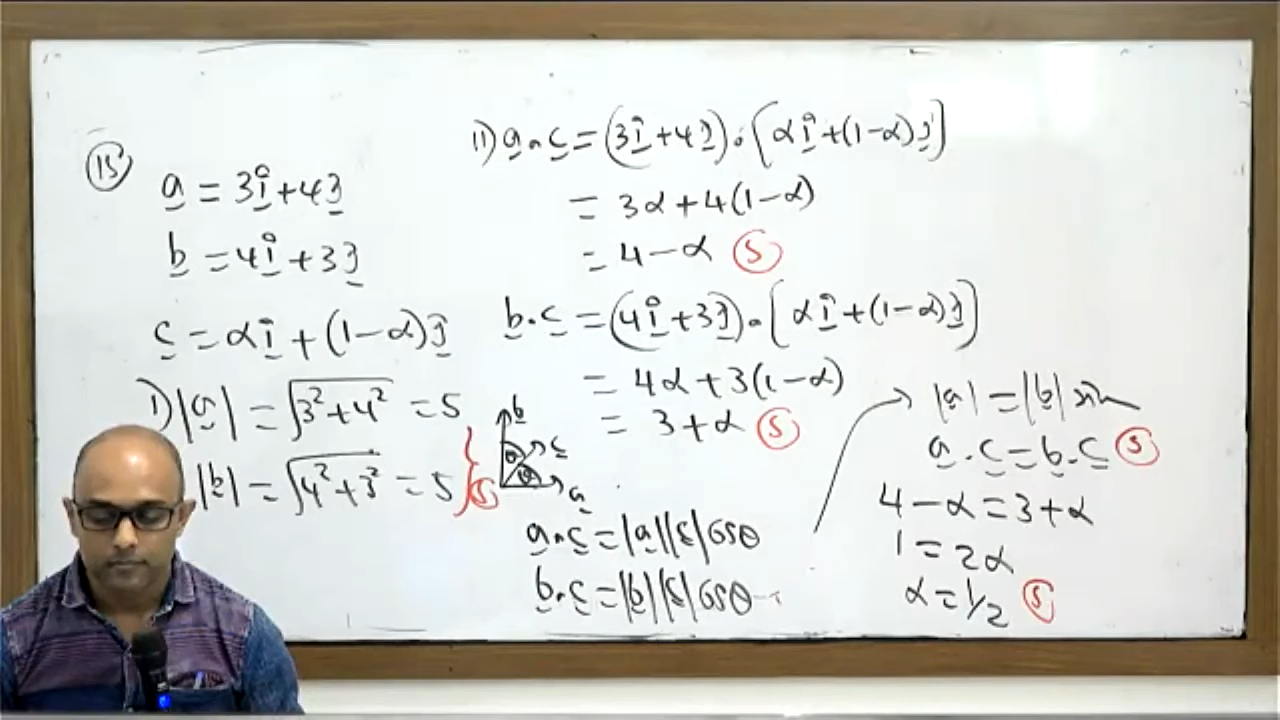 (15)
a = 3i + 4j
b = 4i + 3j
c = αi + (1-α)j
1) |a| = √3² + 4² = 5
|b| = √4² + 3² = 5 } (5)
b
c
θ
θ
a
11) a · c = (3i + 4j) · [αi + (1-α)j]
= 3α + 4(1-α)
= 4-α (5)
b · c = (4i + 3j) · [αi + (1-α)j]
= 4α + 3(1-α)
= 3 + α (5)
a · c = |a||c| cosθ
b · c = |b||c| cosθ
→ |a| = |b|
a · c = b · c (5)
4-α = 3+α
1 = 2α
α = 1/2 (5)